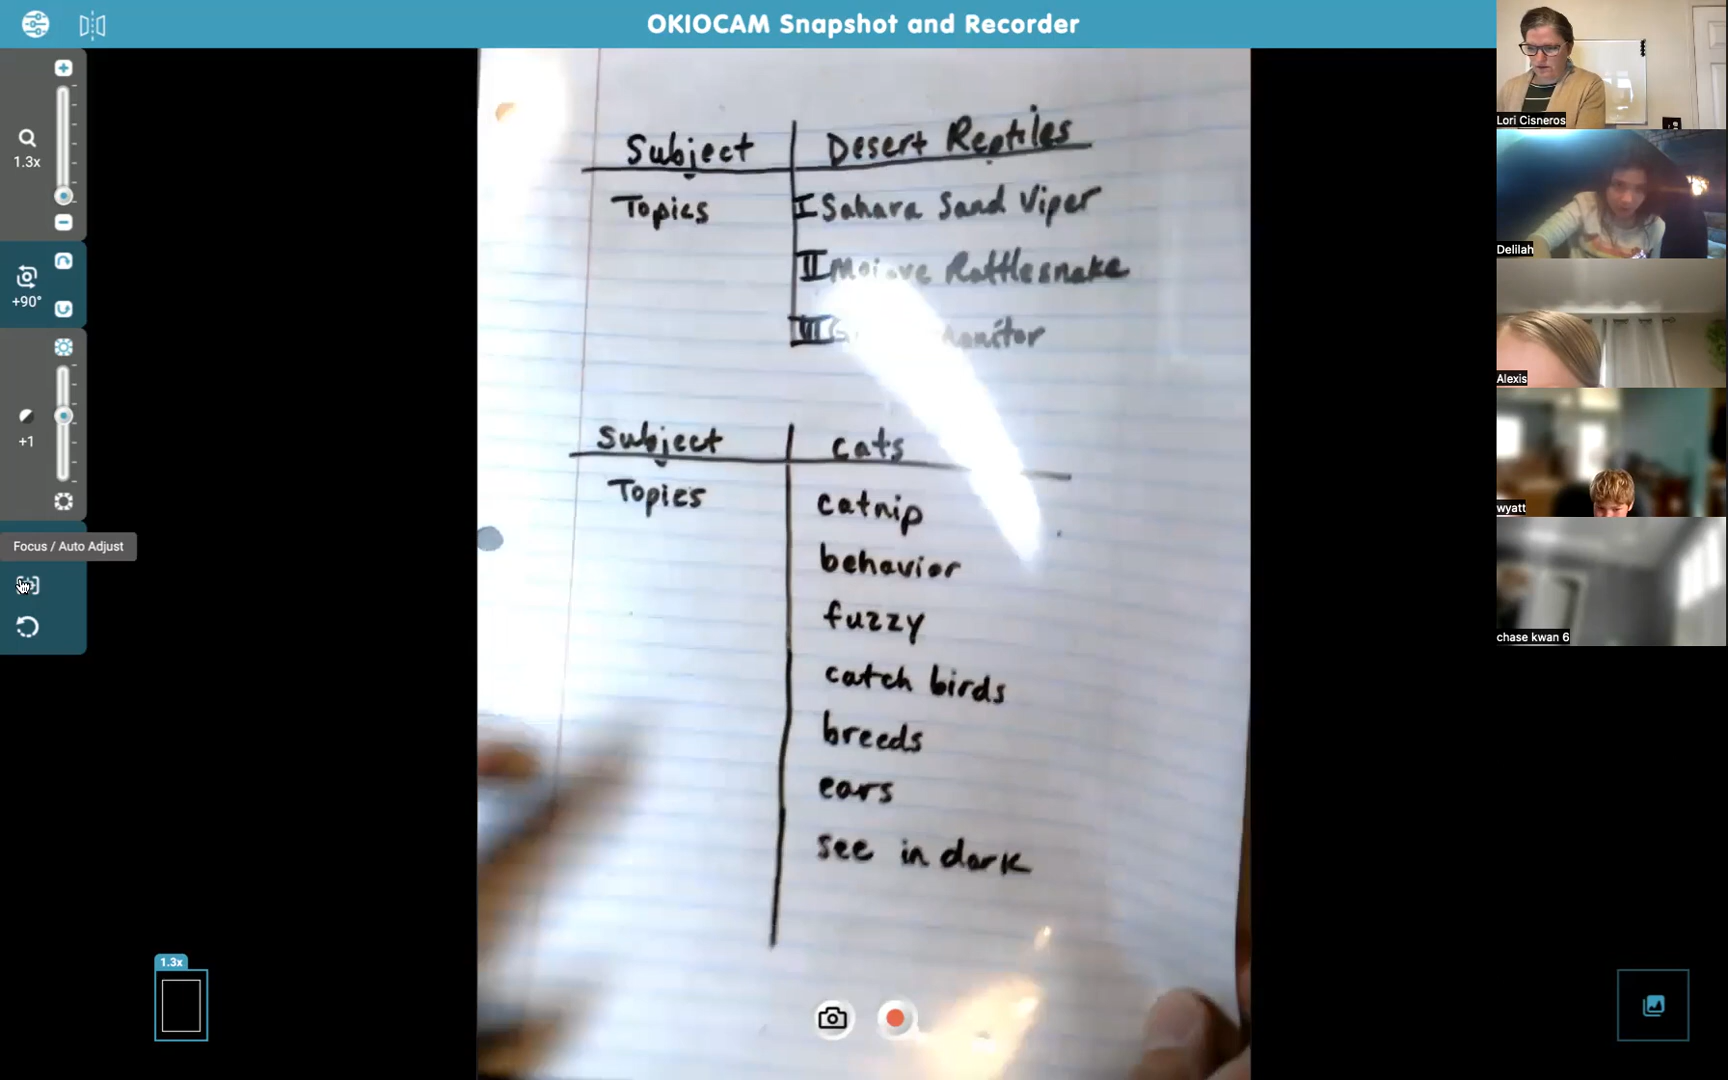 OKIOCAM Snapshot and Recorder
1.3x
+90°
+1
Focus / Auto Adjust
1.3x
Subject Desert Reptiles
Topics I Sahara Sand Viper
II Mojave Rattlesnake
III monitor
Subject cats
Topics catnip
behavior
fuzzy
catch birds
breeds
ears
see in dark
Lori Cisneros
Delilah
Alexis
wyatt
chase kwan 6